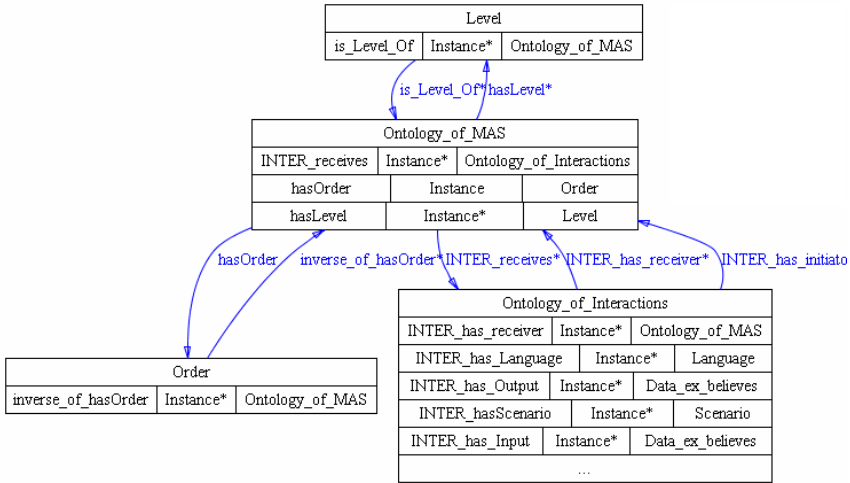 Level
is_Level_Of Instance* Ontology_of_MAS
is_Level_Of* hasLevel*
Ontology_of_MAS
INTER_receives Instance* Ontology_of_Interactions
hasOrder Instance Order
hasLevel Instance* Level
hasOrder inverse_of_hasOrder* INTER_receives* INTER_has_receiver* INTER_has_initiato
Ontology_of_Interactions
INTER_has_receiver Instance* Ontology_of_MAS
INTER_has_Language Instance* Language
INTER_has_Output Instance* Data_ex_believes
INTER_hasScenario Instance* Scenario
INTER_has_Input Instance* Data_ex_believes
...
Order
inverse_of_hasOrder Instance* Ontology_of_MAS